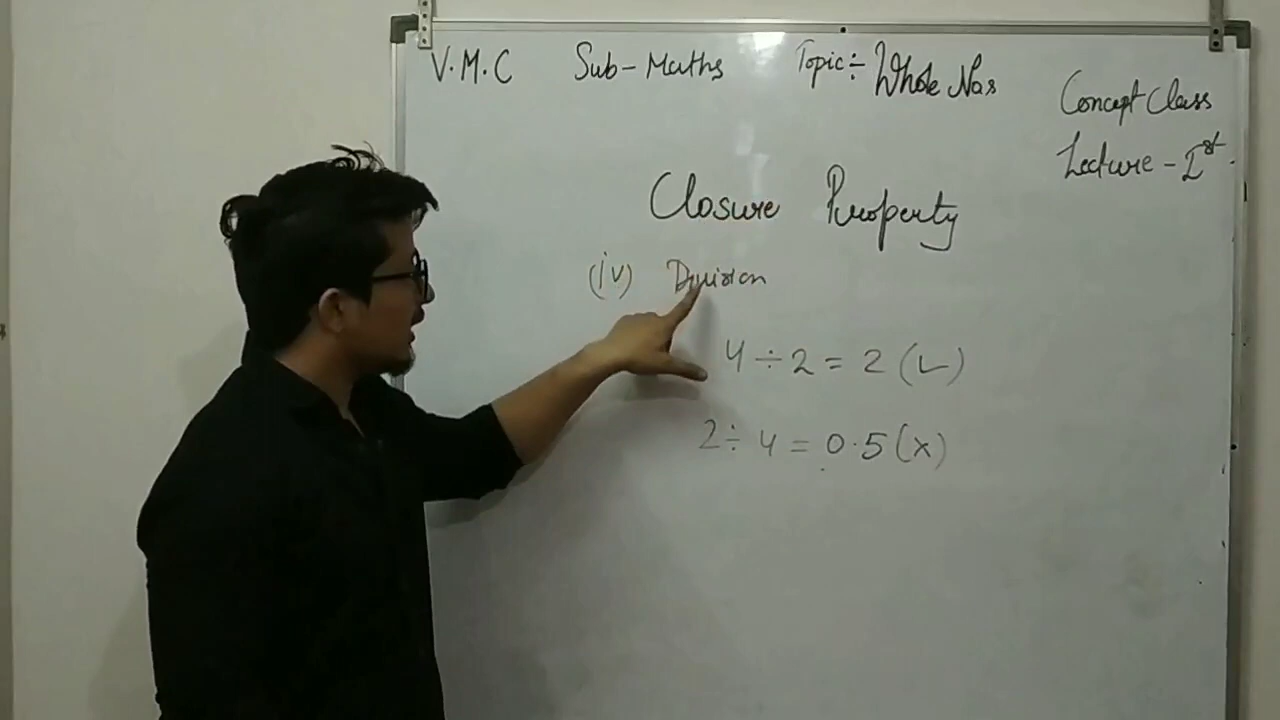 V.M.C Sub-Maths Topic÷ Whole Nos
Concept Class
Lecture - Ist.
Closure Property
(iv) Division
4 ÷ 2 = 2 (✓)
2 ÷ 4 = 0.5 (x)